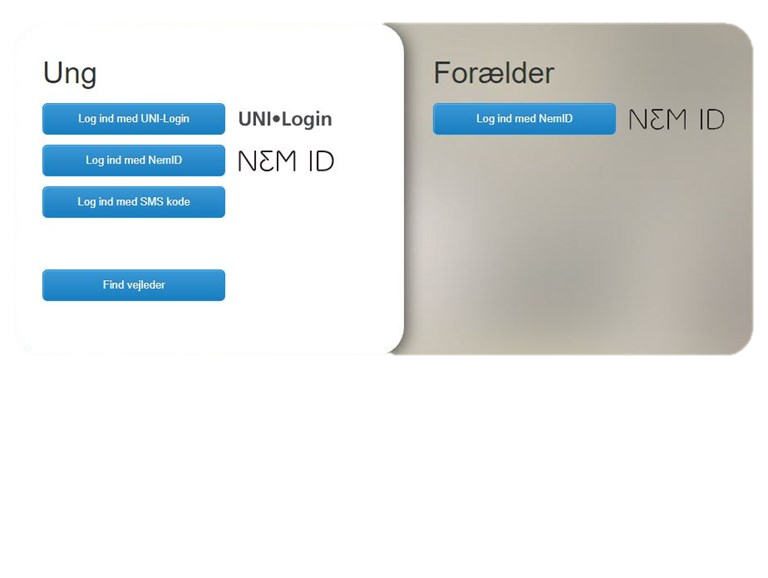 Ung
Log ind med UNI-Login
UNI•Login
Log ind med NemID
NEM ID
Log ind med SMS kode
Find vejleder
Forælder
Log ind med NemID
NEM ID